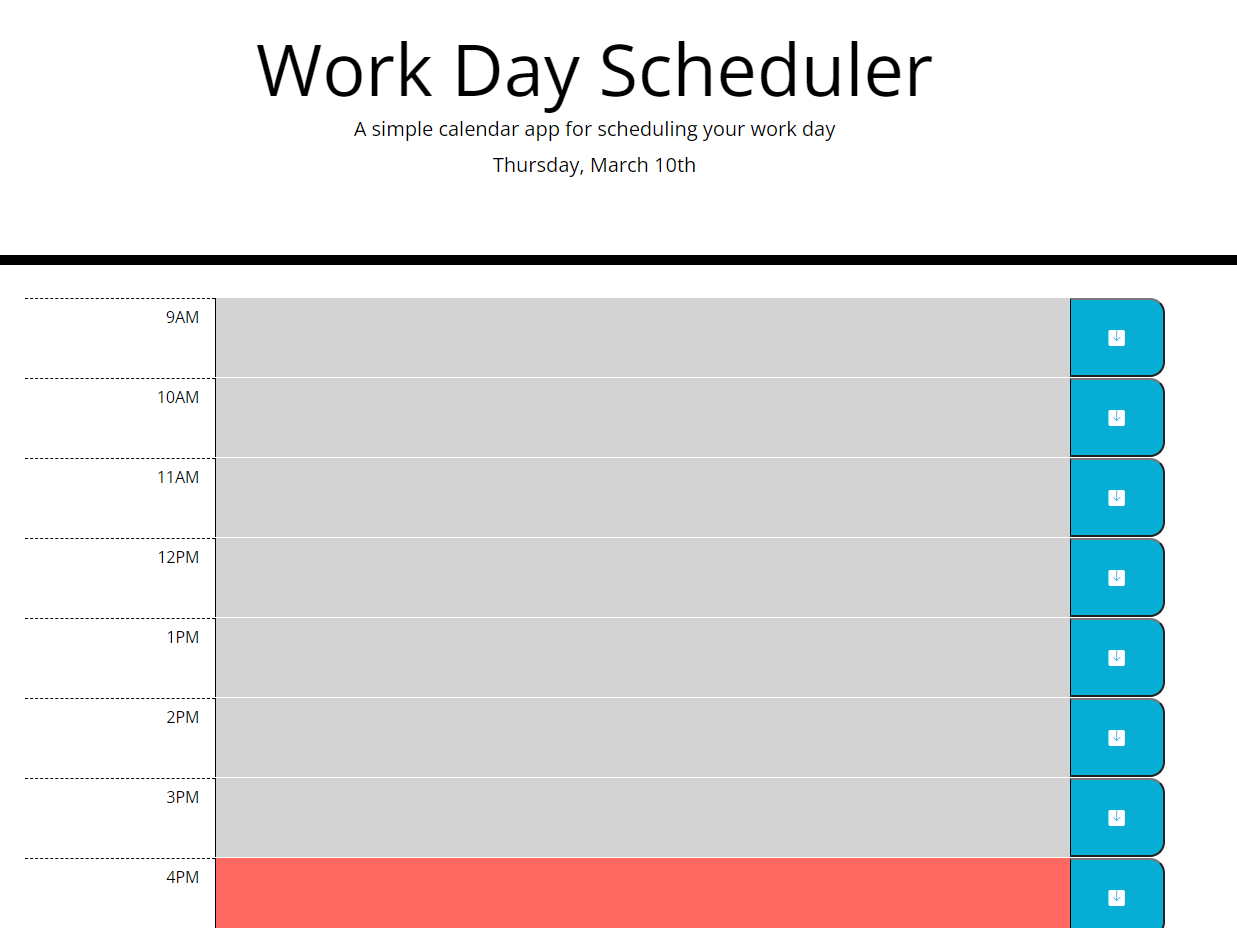 Work Day Scheduler
A simple calendar app for scheduling your work day
Thursday, March 10th
9AM
10AM
11AM
12PM
1PM
2PM
3PM
4PM